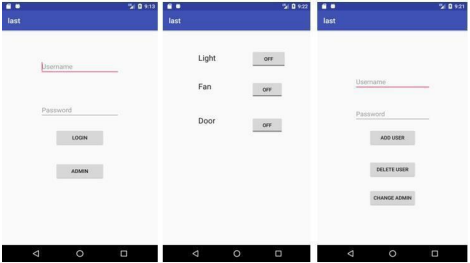 9:13
last
Username
Password
LOGIN
ADMIN
9:22
last
Light OFF
Fan OFF
Door OFF
9:21
last
Username
Password
ADD USER
DELETE USER
CHANGE ADMIN